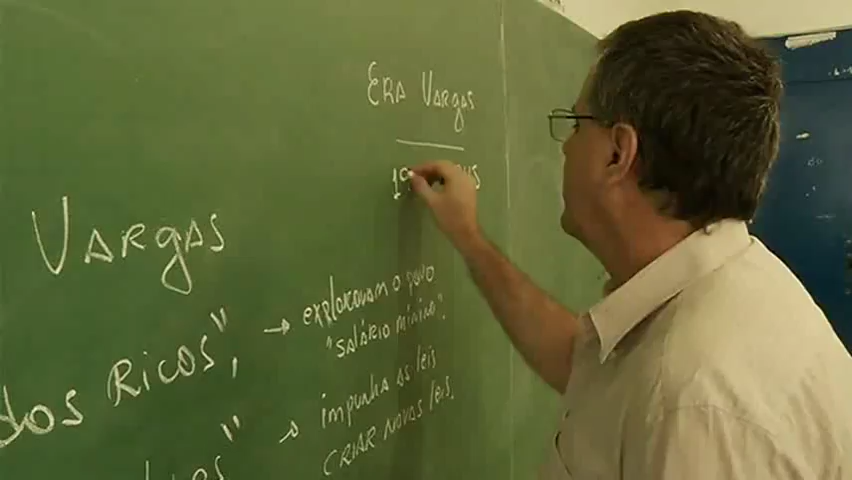 ERA VARGAS
19
VARGAS
dos RICOS",
→ exploravam o povo
"salário mínimo".
→ impunha as leis
CRIAR NOVAS leis.